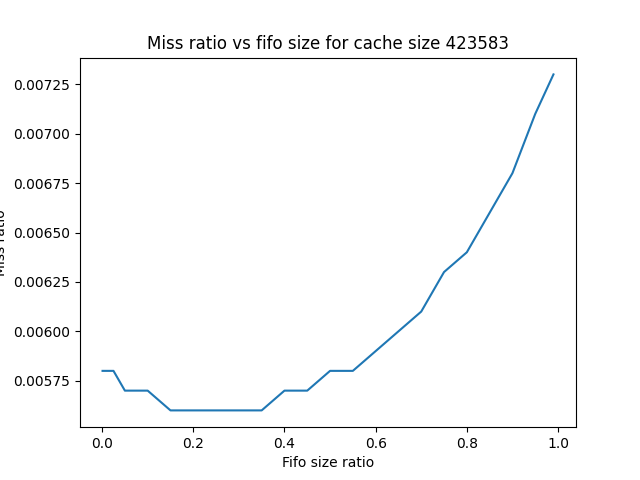 Miss ratio vs fifo size for cache size 423583
0.00725
0.00700
0.00675
0.00650
0.00625
0.00600
0.00575
Miss ratio
0.0 0.2 0.4 0.6 0.8 1.0
Fifo size ratio